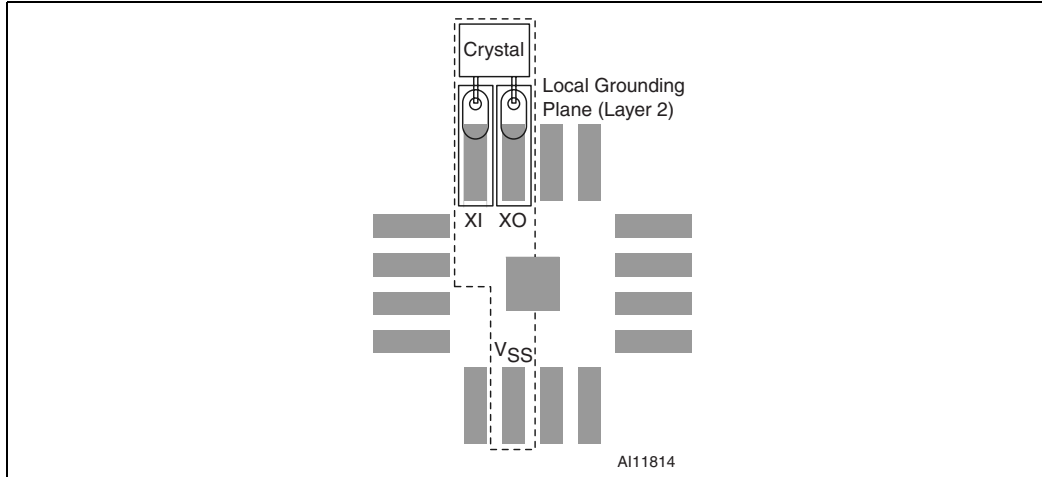 Crystal
Local Grounding
Plane (Layer 2)
XI XO
VSS
AI11814